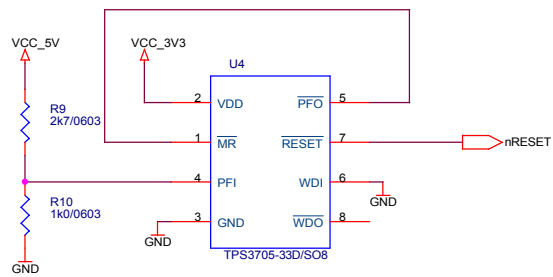 VCC_5V
VCC_3V3
U4
2
VDD
PFO
5
R9
2k7/0603
1
MR
RESET
7
nRESET
4
PFI
WDI
6
GND
R10
1k0/0603
3
GND
WDO
8
GND
GND
TPS3705-33D/SO8